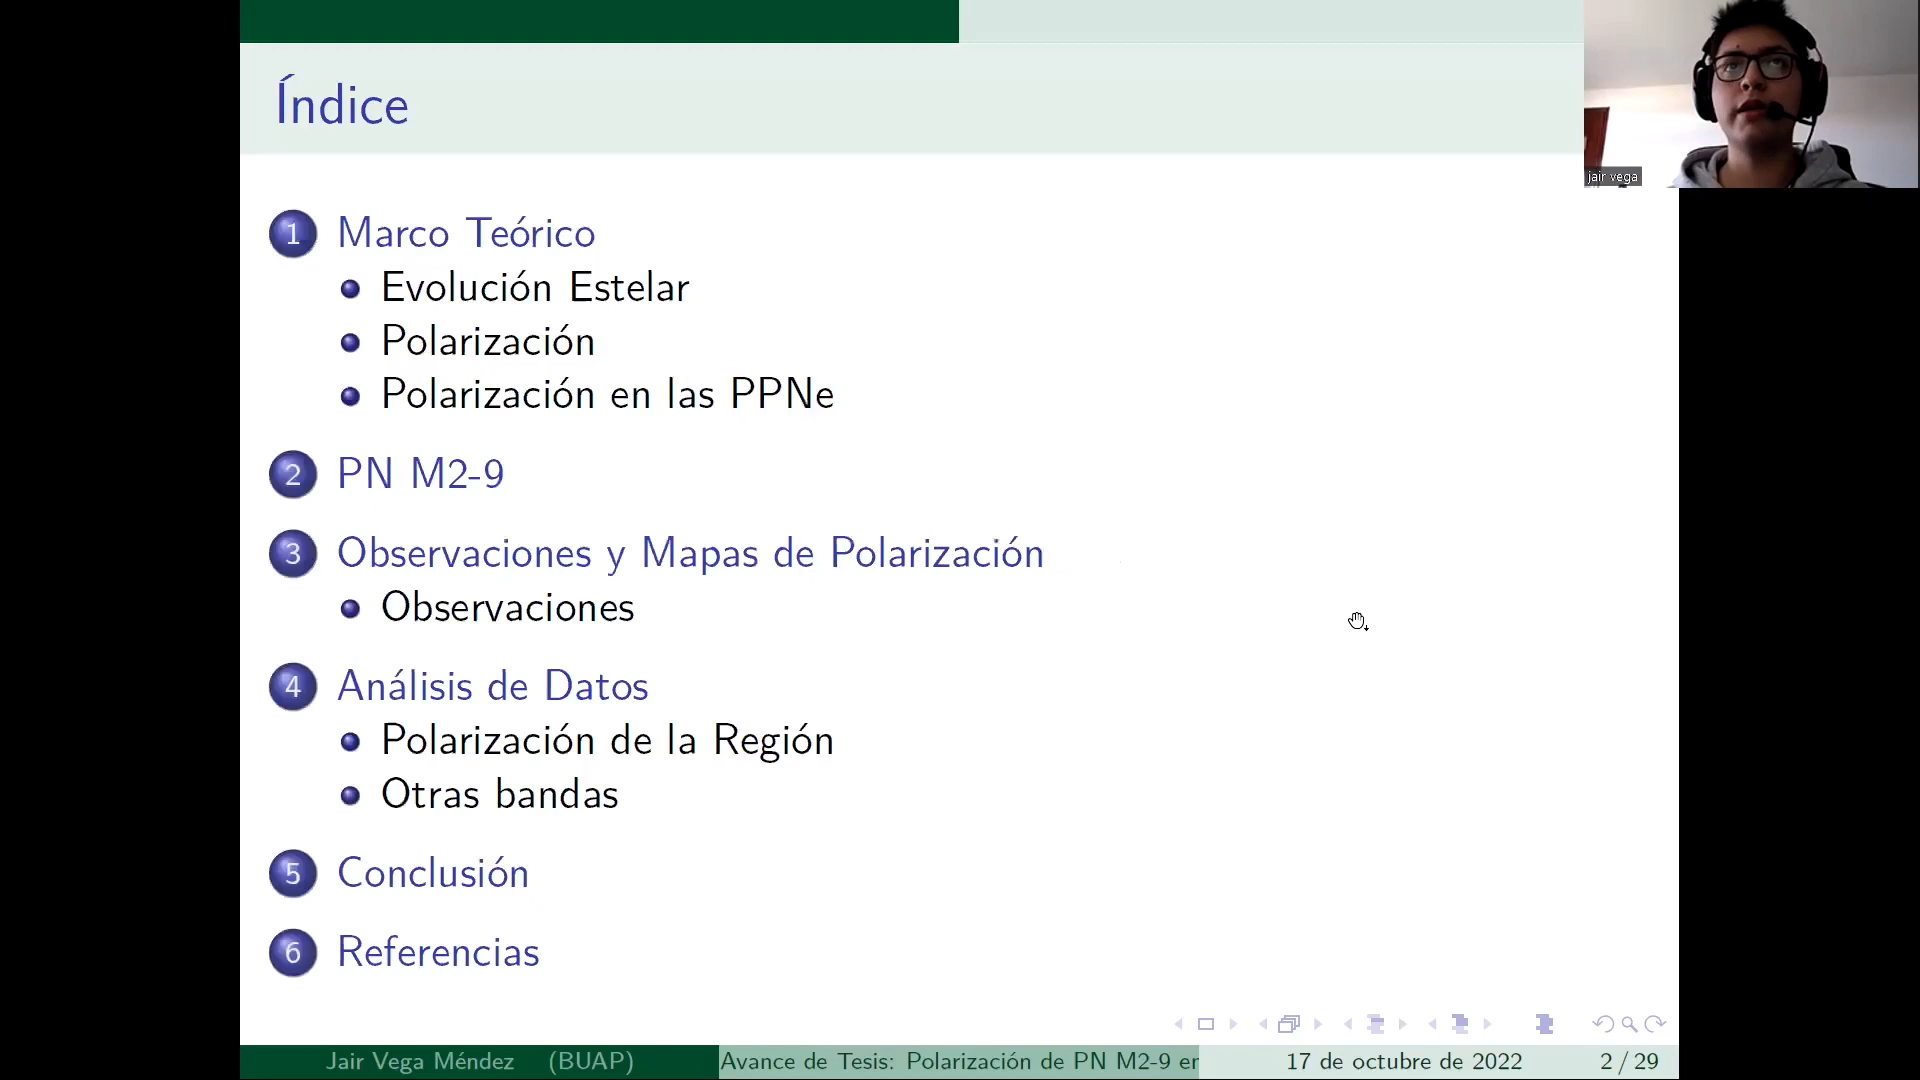 Índice
jair vega
1 Marco Teórico
Evolución Estelar
Polarización
Polarización en las PPNe
2 PN M2-9
3 Observaciones y Mapas de Polarización
Observaciones
4 Análisis de Datos
Polarización de la Región
Otras bandas
5 Conclusión
6 Referencias
Jair Vega Méndez (BUAP) Avance de Tesis: Polarización de PN M2-9 en 17 de octubre de 2022 2 / 29